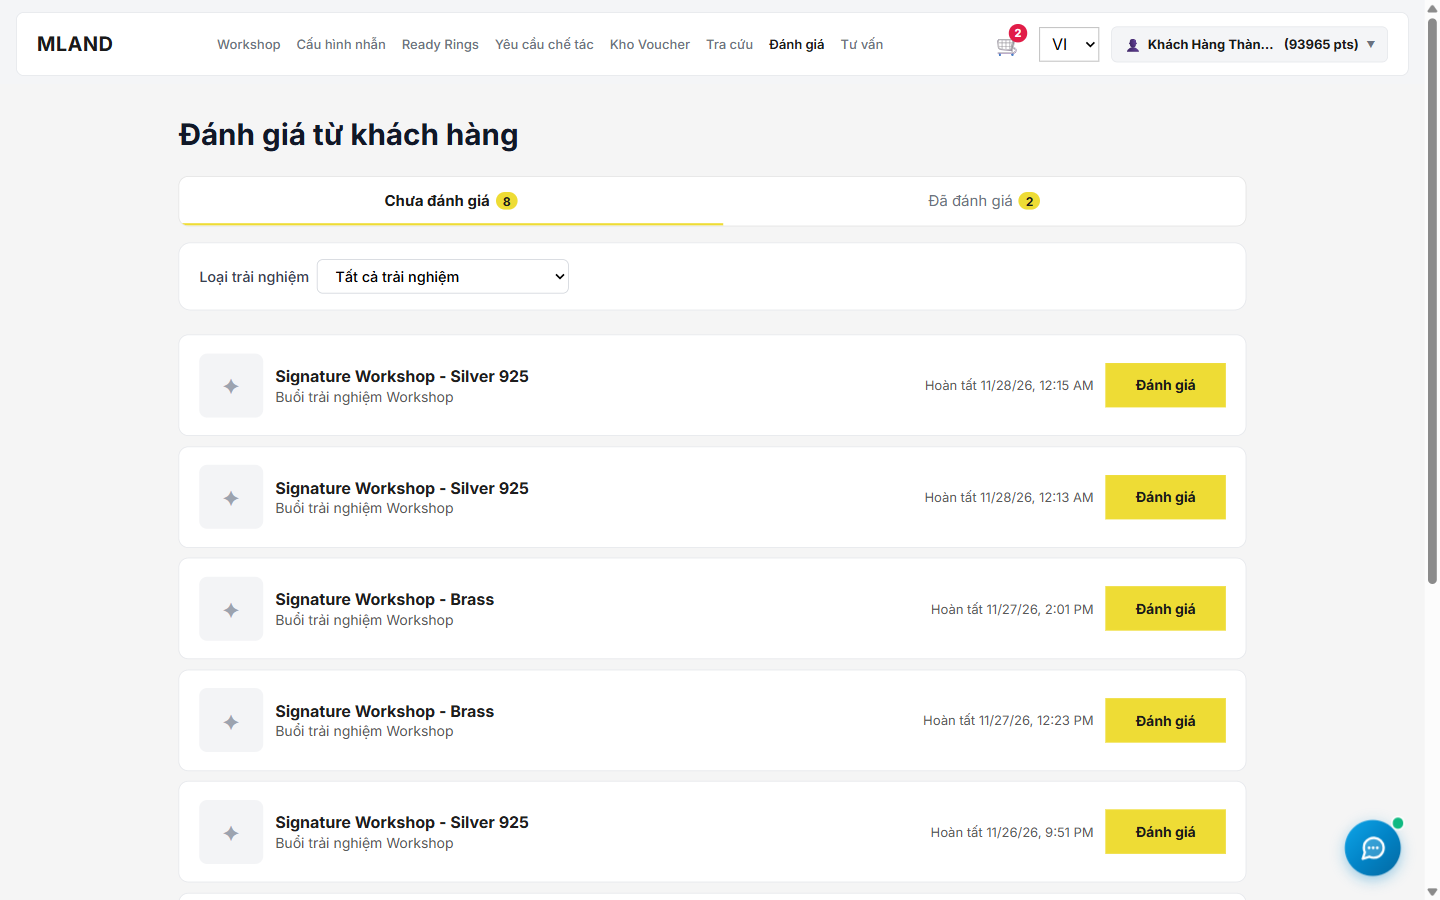 MLAND
Workshop Cấu hình nhẫn Ready Rings Yêu cầu chế tác Kho Voucher Tra cứu Đánh giá Tư vấn
2
VI
Khách Hàng Thàn... (93965 pts)
Đánh giá từ khách hàng
Chưa đánh giá 8
Đã đánh giá 2
Loại trải nghiệm Tất cả trải nghiệm
Signature Workshop - Silver 925
Buổi trải nghiệm Workshop
Hoàn tất 11/28/26, 12:15 AM
Đánh giá
Signature Workshop - Silver 925
Buổi trải nghiệm Workshop
Hoàn tất 11/28/26, 12:13 AM
Đánh giá
Signature Workshop - Brass
Buổi trải nghiệm Workshop
Hoàn tất 11/27/26, 2:01 PM
Đánh giá
Signature Workshop - Brass
Buổi trải nghiệm Workshop
Hoàn tất 11/27/26, 12:23 PM
Đánh giá
Signature Workshop - Silver 925
Buổi trải nghiệm Workshop
Hoàn tất 11/26/26, 9:51 PM
Đánh giá